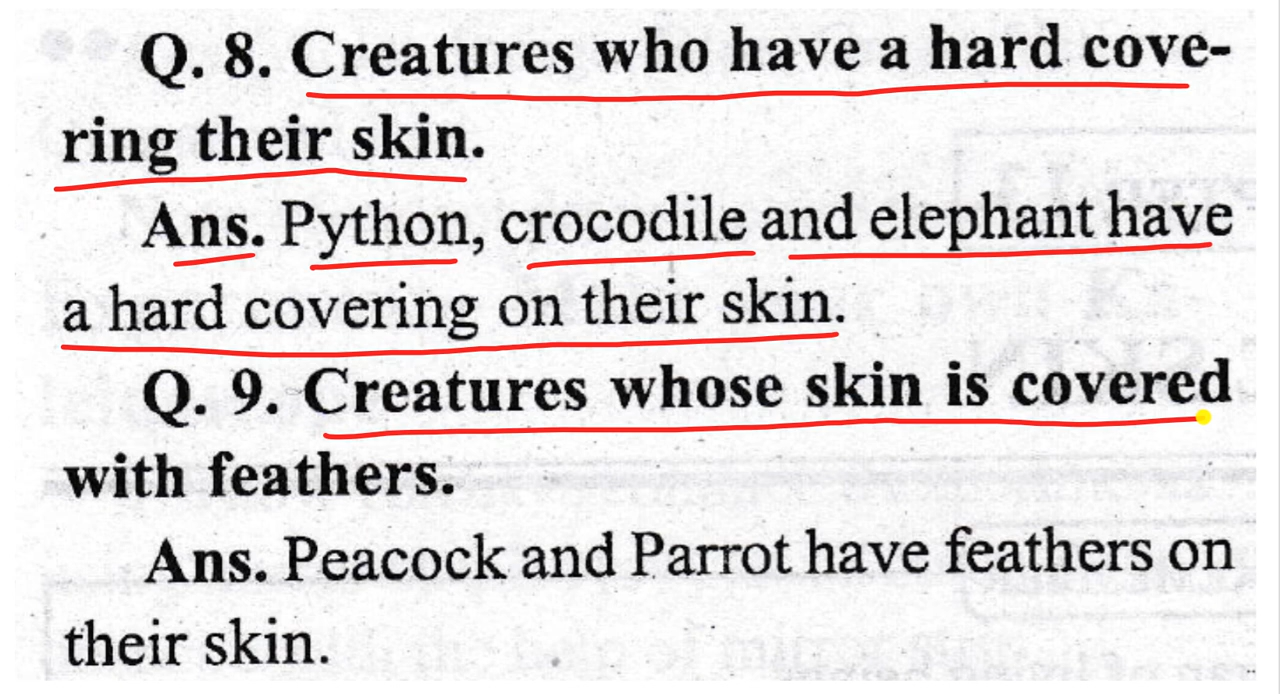 Q. 8. Creatures who have a hard cove-
ring their skin.
Ans. Python, crocodile and elephant have
a hard covering on their skin.
Q. 9. Creatures whose skin is covered
with feathers.
Ans. Peacock and Parrot have feathers on
their skin.